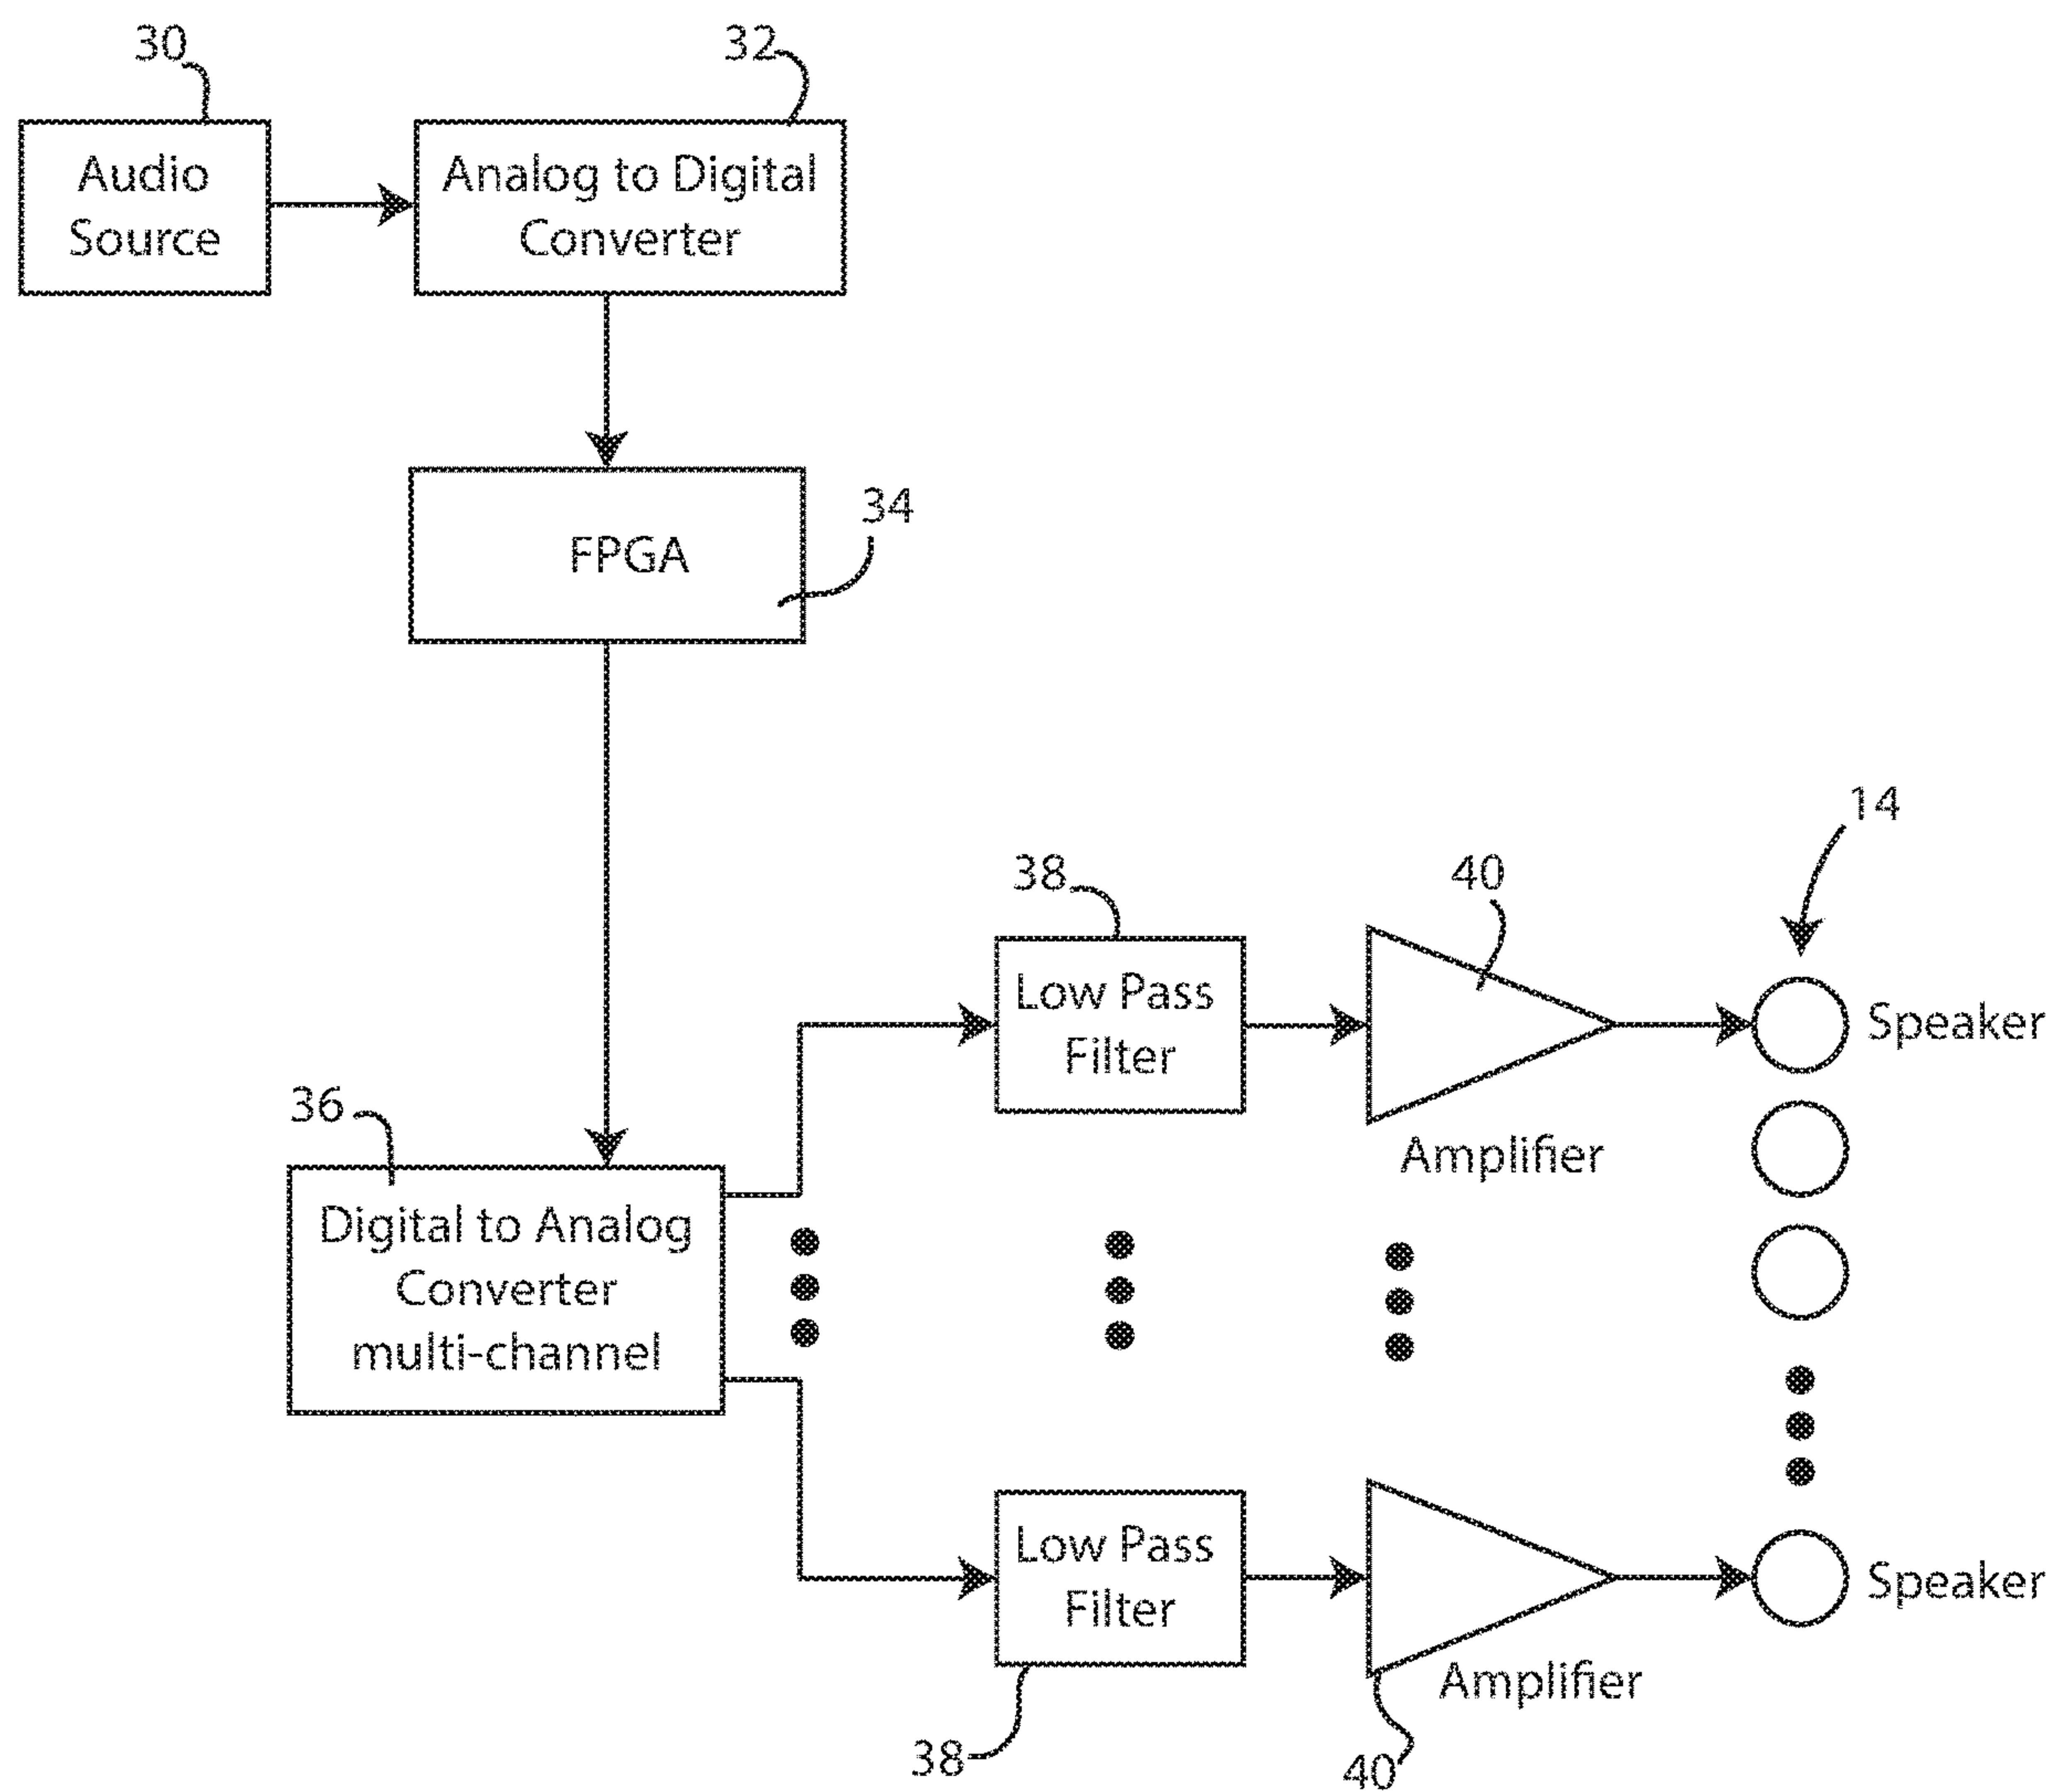 30
32
Audio
Source
Analog to Digital
Converter
34
FPGA
14
38
40
Low Pass
Filter
Speaker
36
Amplifier
Digital to Analog
Converter
multi-channel
Low Pass
Filter
Speaker
Amplifier
38
40